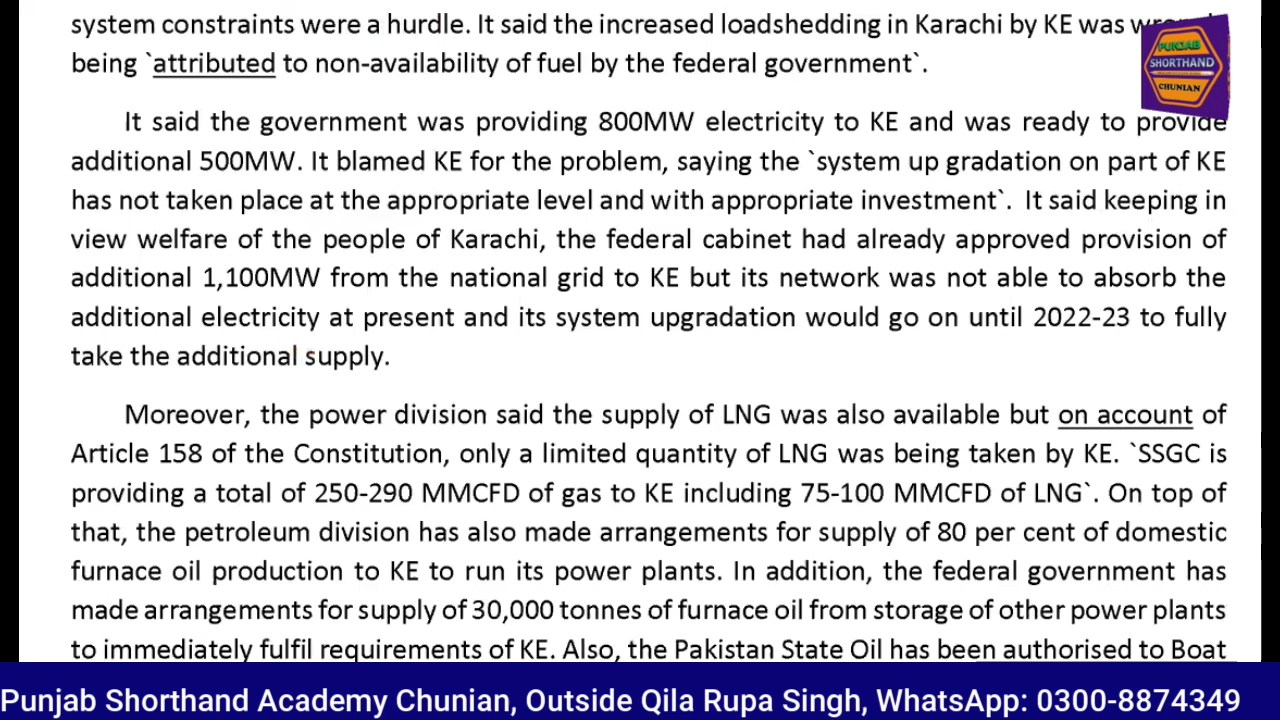 system constraints were a hurdle. It said the increased loadshedding in Karachi by KE was
being `attributed to non-availability of fuel by the federal government`.
PUNJAB
SHORTHAND
CHUNIAN
It said the government was providing 800MW electricity to KE and was ready to provide
additional 500MW. It blamed KE for the problem, saying the `system up gradation on part of KE
has not taken place at the appropriate level and with appropriate investment`. It said keeping in
view welfare of the people of Karachi, the federal cabinet had already approved provision of
additional 1,100MW from the national grid to KE but its network was not able to absorb the
additional electricity at present and its system upgradation would go on until 2022-23 to fully
take the additional supply.
Moreover, the power division said the supply of LNG was also available but on account of
Article 158 of the Constitution, only a limited quantity of LNG was being taken by KE. `SSGC is
providing a total of 250-290 MMCFD of gas to KE including 75-100 MMCFD of LNG`. On top of
that, the petroleum division has also made arrangements for supply of 80 per cent of domestic
furnace oil production to KE to run its power plants. In addition, the federal government has
made arrangements for supply of 30,000 tonnes of furnace oil from storage of other power plants
to immediately fulfil requirements of KE. Also, the Pakistan State Oil has been authorised to Boat
Punjab Shorthand Academy Chunian, Outside Qila Rupa Singh, WhatsApp: 0300-8874349